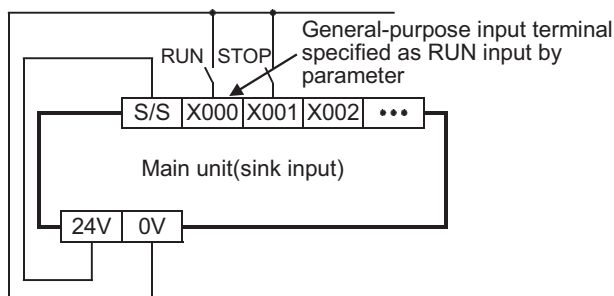 General-purpose input terminal
specified as RUN input by
parameter
RUN STOP
S/S X000 X001 X002 •••
Main unit(sink input)
24V 0V